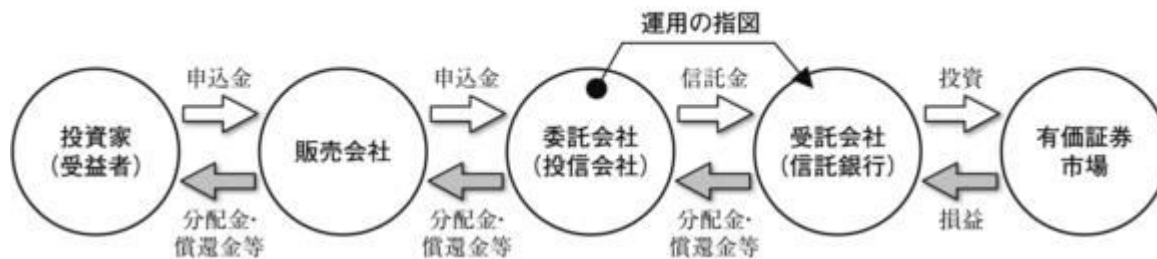 運用の指図
申込金
申込金
信託金
投資
投資家
(受益者)
販売会社
委託会社
(投信会社)
受託会社
(信託銀行)
有価証券
市場
分配金・
償還金等
分配金・
償還金等
分配金・
償還金等
損益